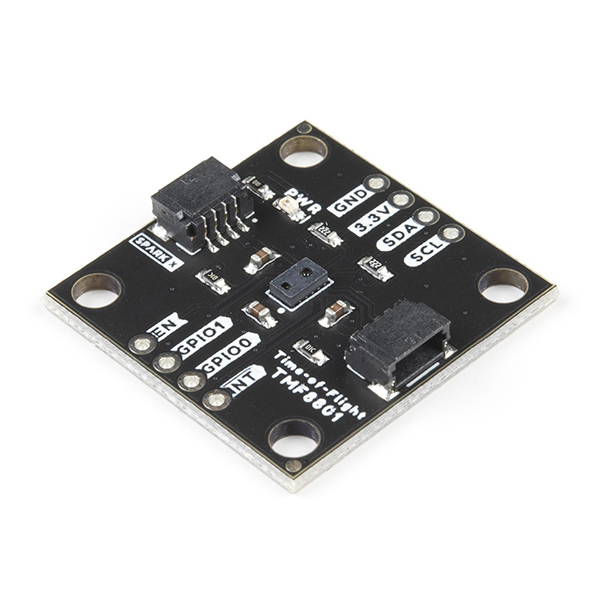 PWR
GND
3.3V
SDA
SCL
SPARK X
EN
GPIO1
GPIO0
INT
Time-of-Flight
TMF8801